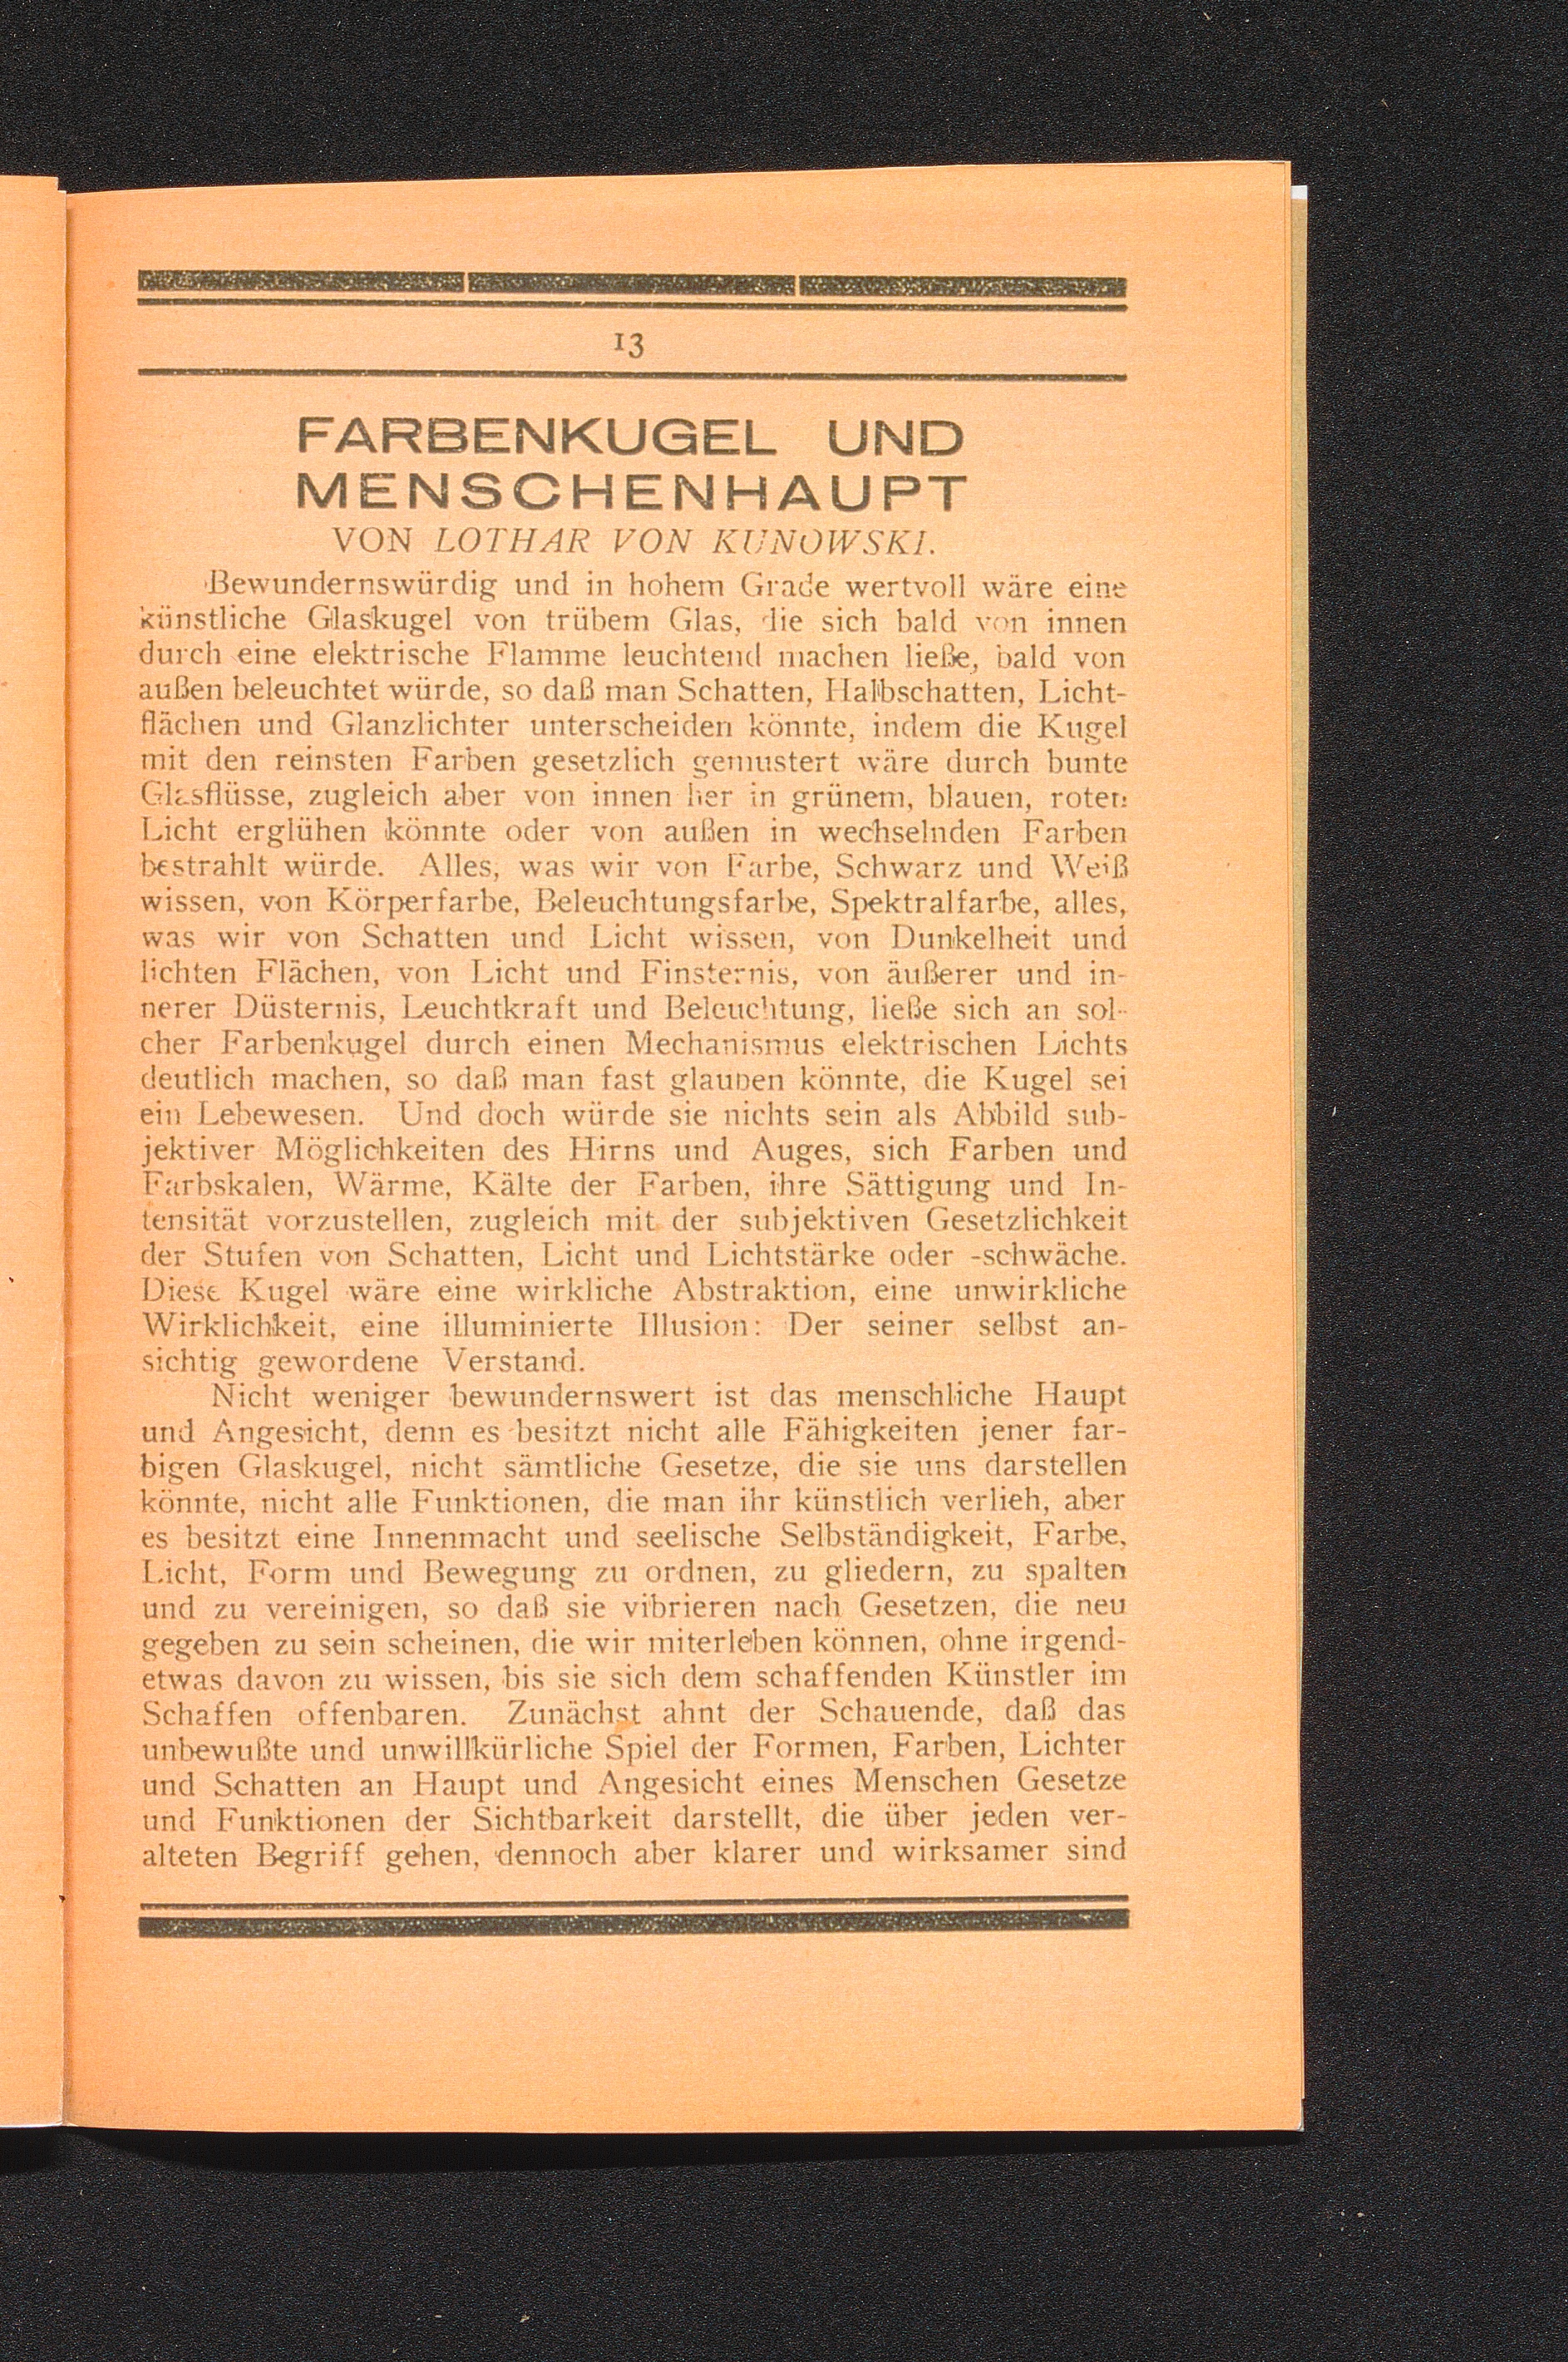 13
FARBENKUGEL UND
MENSCHENHAUPT
VON LOTHAR VON KUNOWSKI.
Bewundernswürdig und in hohem Grade wertvoll wäre eine
künstliche Glaskugel von trübem Glas, die sich bald von innen
durch eine elektrische Flamme leuchtend machen ließe, bald von
außen beleuchtet würde, so daß man Schatten, Halbschatten, Licht-
flächen und Glanzlichter unterscheiden könnte, indem die Kugel
mit den reinsten Farben gesetzlich gemustert wäre durch bunte
Glasflüsse, zugleich aber von innen her in grünem, blauen, roten
Licht erglühen könnte oder von außen in wechselnden Farben
bestrahlt würde. Alles, was wir von Farbe, Schwarz und Weiß
wissen, von Körperfarbe, Beleuchtungsfarbe, Spektralfarbe, alles,
was wir von Schatten und Licht wissen, von Dunkelheit und
lichten Flächen, von Licht und Finsternis, von äußerer und in-
nerer Düsternis, Leuchtkraft und Beleuchtung, ließe sich an sol-
cher Farbenkugel durch einen Mechanismus elektrischen Lichts
deutlich machen, so daß man fast glauben könnte, die Kugel sei
ein Lebewesen. Und doch würde sie nichts sein als Abbild sub-
jektiver Möglichkeiten des Hirns und Auges, sich Farben und
Farbskalen, Wärme, Kälte der Farben, ihre Sättigung und In-
tensität vorzustellen, zugleich mit der subjektiven Gesetzlichkeit
der Stufen von Schatten, Licht und Lichtstärke oder -schwäche.
Diese Kugel wäre eine wirkliche Abstraktion, eine unwirkliche
Wirklichkeit, eine illuminierte Illusion: Der seiner selbst an-
sichtig gewordene Verstand.
Nicht weniger bewundernswert ist das menschliche Haupt
und Angesicht, denn es besitzt nicht alle Fähigkeiten jener far-
bigen Glaskugel, nicht sämtliche Gesetze, die sie uns darstellen
könnte, nicht alle Funktionen, die man ihr künstlich verlieh, aber
es besitzt eine Innenmacht und seelische Selbständigkeit, Farbe,
Licht, Form und Bewegung zu ordnen, zu gliedern, zu spalten
und zu vereinigen, so daß sie vibrieren nach Gesetzen, die neu
gegeben zu sein scheinen, die wir miterleben können, ohne irgend-
etwas davon zu wissen, bis sie sich dem schaffenden Künstler im
Schaffen offenbaren. Zunächst ahnt der Schauende, daß das
unbewußte und unwillkürliche Spiel der Formen, Farben, Lichter
und Schatten an Haupt und Angesicht eines Menschen Gesetze
und Funktionen der Sichtbarkeit darstellt, die über jeden ver-
alteten Begriff gehen, dennoch aber klarer und wirksamer sind